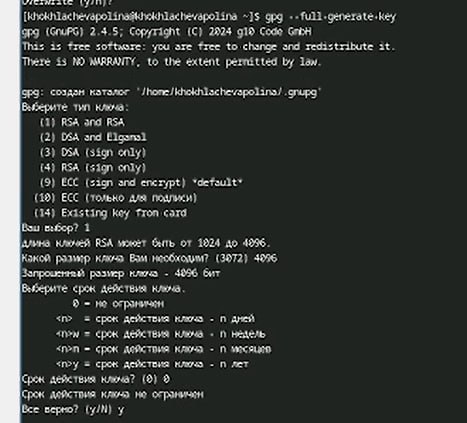 Overwrite (y/n)?
[khokhlachevapolina@khokhlachevapolina ~]$ gpg --full-generate-key
gpg (GnuPG) 2.4.5; Copyright (C) 2024 g10 Code GmbH
This is free software: you are free to change and redistribute it.
There is NO WARRANTY, to the extent permitted by law.
gpg: создан каталог '/home/khokhlachevapolina/.gnupg'
Выберите тип ключа:
(1) RSA and RSA
(2) DSA and Elgamal
(3) DSA (sign only)
(4) RSA (sign only)
(9) ECC (sign and encrypt) *default*
(10) ECC (только для подписи)
(14) Existing key from card
Ваш выбор? 1
длина ключей RSA может быть от 1024 до 4096.
Какой размер ключа Вам необходим? (3072) 4096
Запрошенный размер ключа - 4096 бит
Выберите срок действия ключа.
0 = не ограничен
<n> = срок действия ключа - n дней
<n>w = срок действия ключа - n недель
<n>m = срок действия ключа - n месяцев
<n>y = срок действия ключа - n лет
Срок действия ключа? (0) 0
Срок действия ключа не ограничен
Все верно? (y/N) y